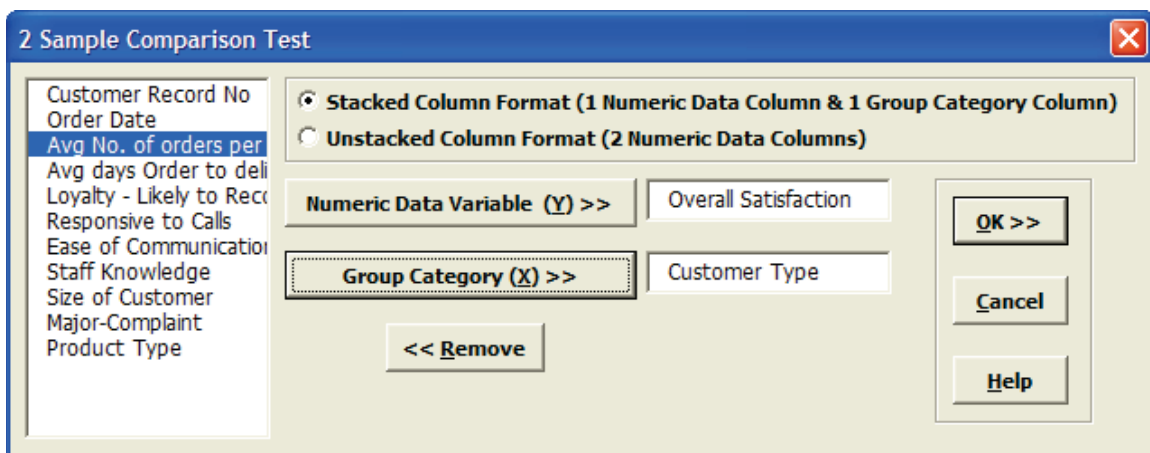 2 Sample Comparison Test
Customer Record No
Order Date
Avg No. of orders per
Avg days Order to deli
Loyalty - Likely to Reco
Responsive to Calls
Ease of Communication
Staff Knowledge
Size of Customer
Major-Complaint
Product Type
Stacked Column Format (1 Numeric Data Column & 1 Group Category Column)
Unstacked Column Format (2 Numeric Data Columns)
Numeric Data Variable (Y) >>
Overall Satisfaction
Group Category (X) >>
Customer Type
<< Remove
OK >>
Cancel
Help